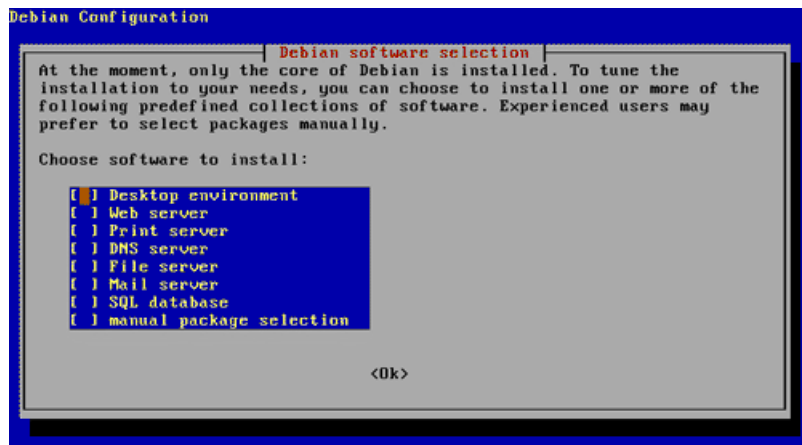 Debian Configuration
Debian software selection
At the moment, only the core of Debian is installed. To tune the
installation to your needs, you can choose to install one or more of the
following predefined collections of software. Experienced users may
prefer to select packages manually.
Choose software to install:
[ ] Desktop environment
[ ] Web server
[ ] Print server
[ ] DNS server
[ ] File server
[ ] Mail server
[ ] SQL database
[ ] manual package selection
<Ok>